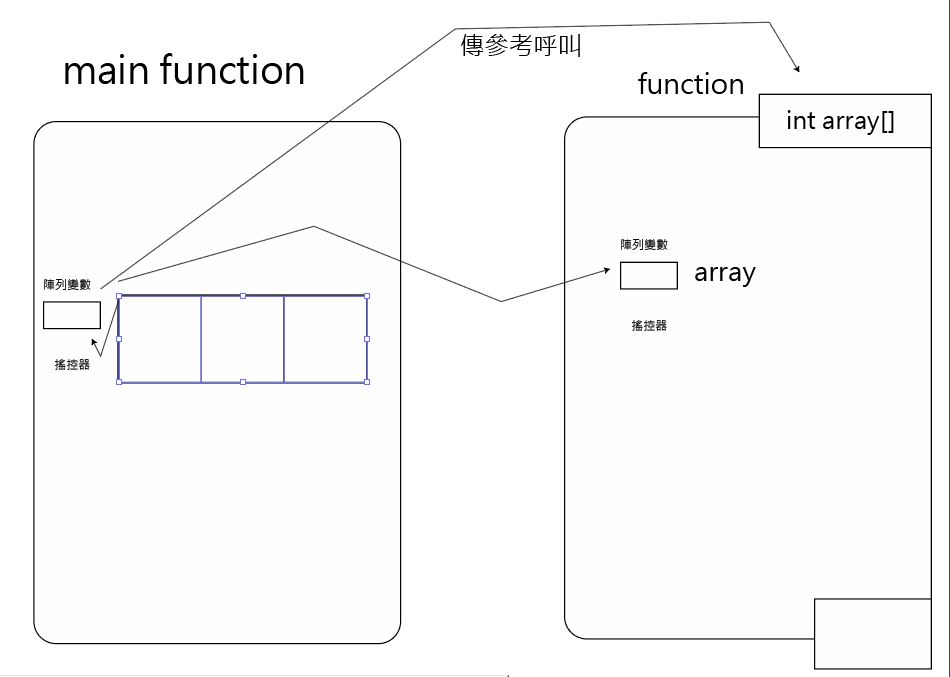 傳參考呼叫
main function
function
int array[]
陣列變數
array
搖控器
陣列變數
搖控器